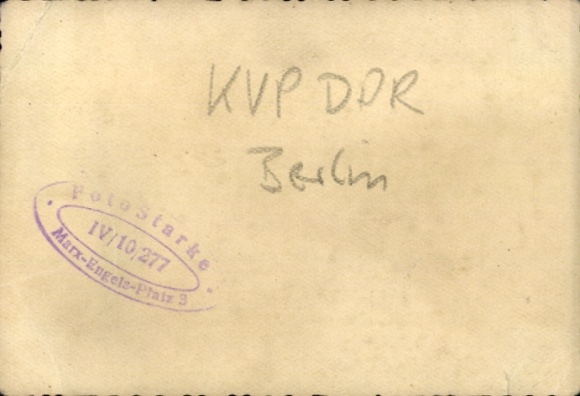 KVP DDR
Berlin
Foto Starke
IV/10/277
Marx-Engels-Platz 3